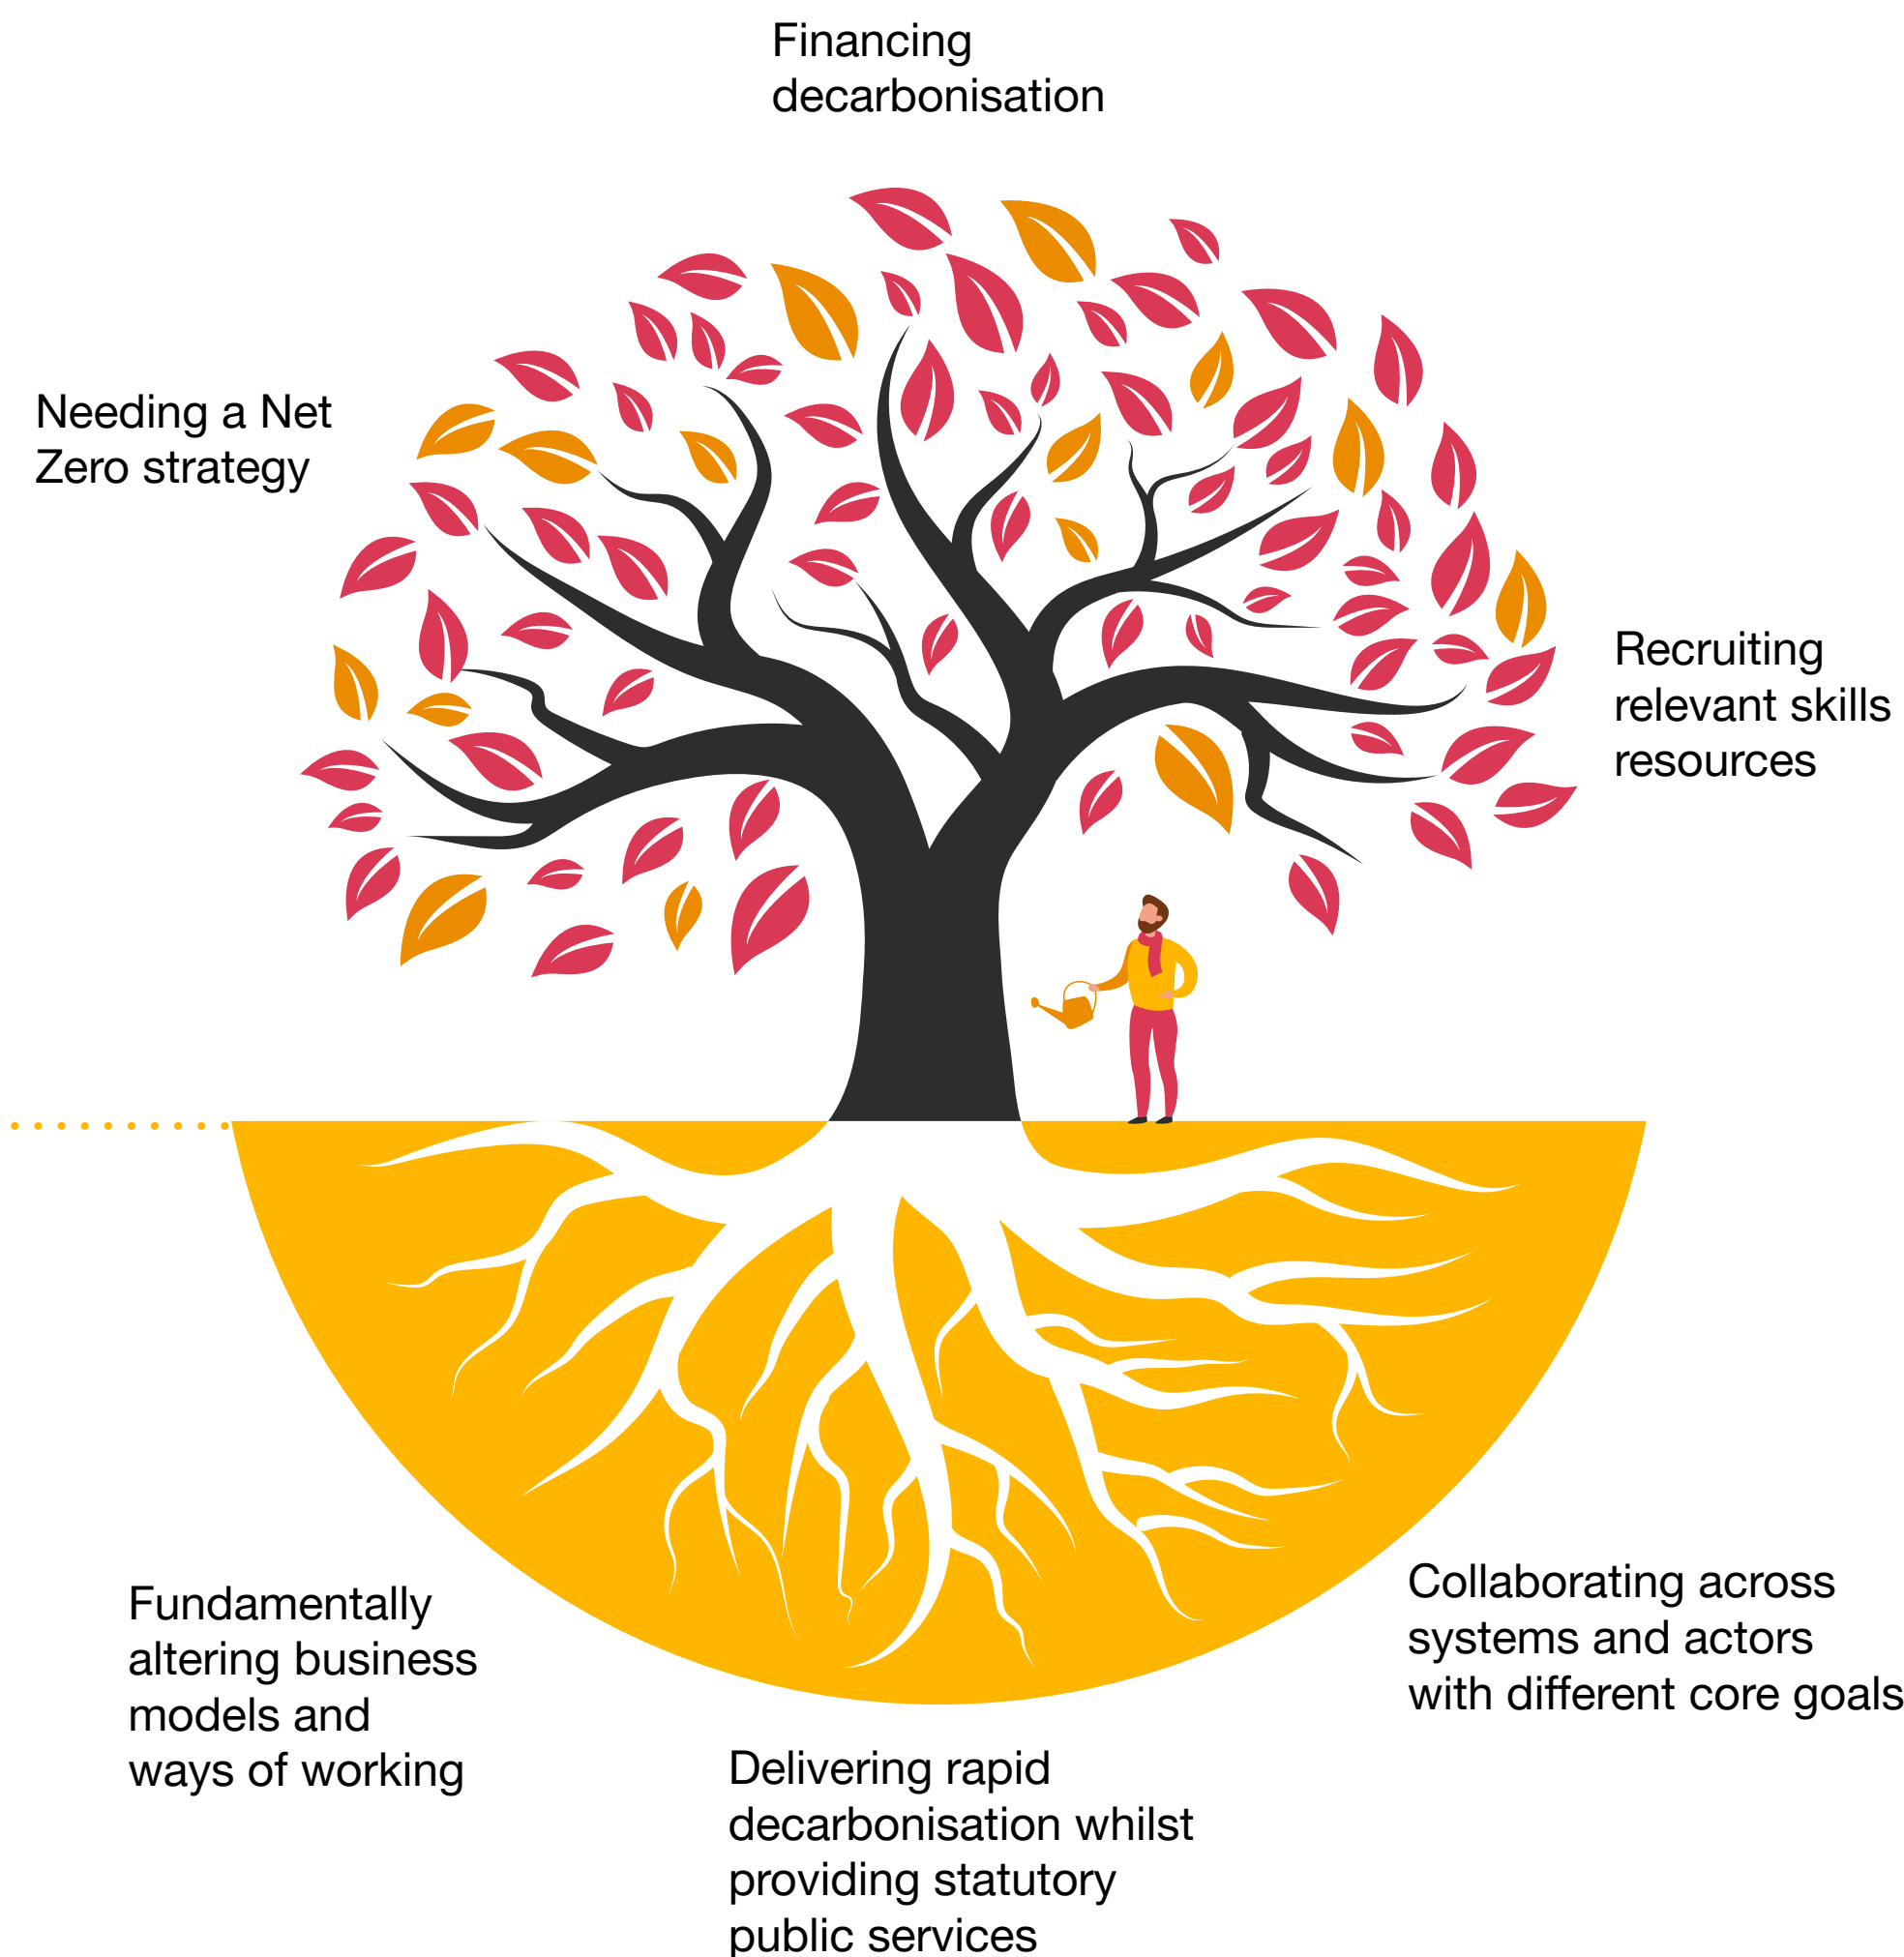 Financing
decarbonisation
Needing a Net
Zero strategy
Recruiting
relevant skills
resources
Fundamentally
altering business
models and
ways of working
Delivering rapid
decarbonisation whilst
providing statutory
public services
Collaborating across
systems and actors
with different core goals